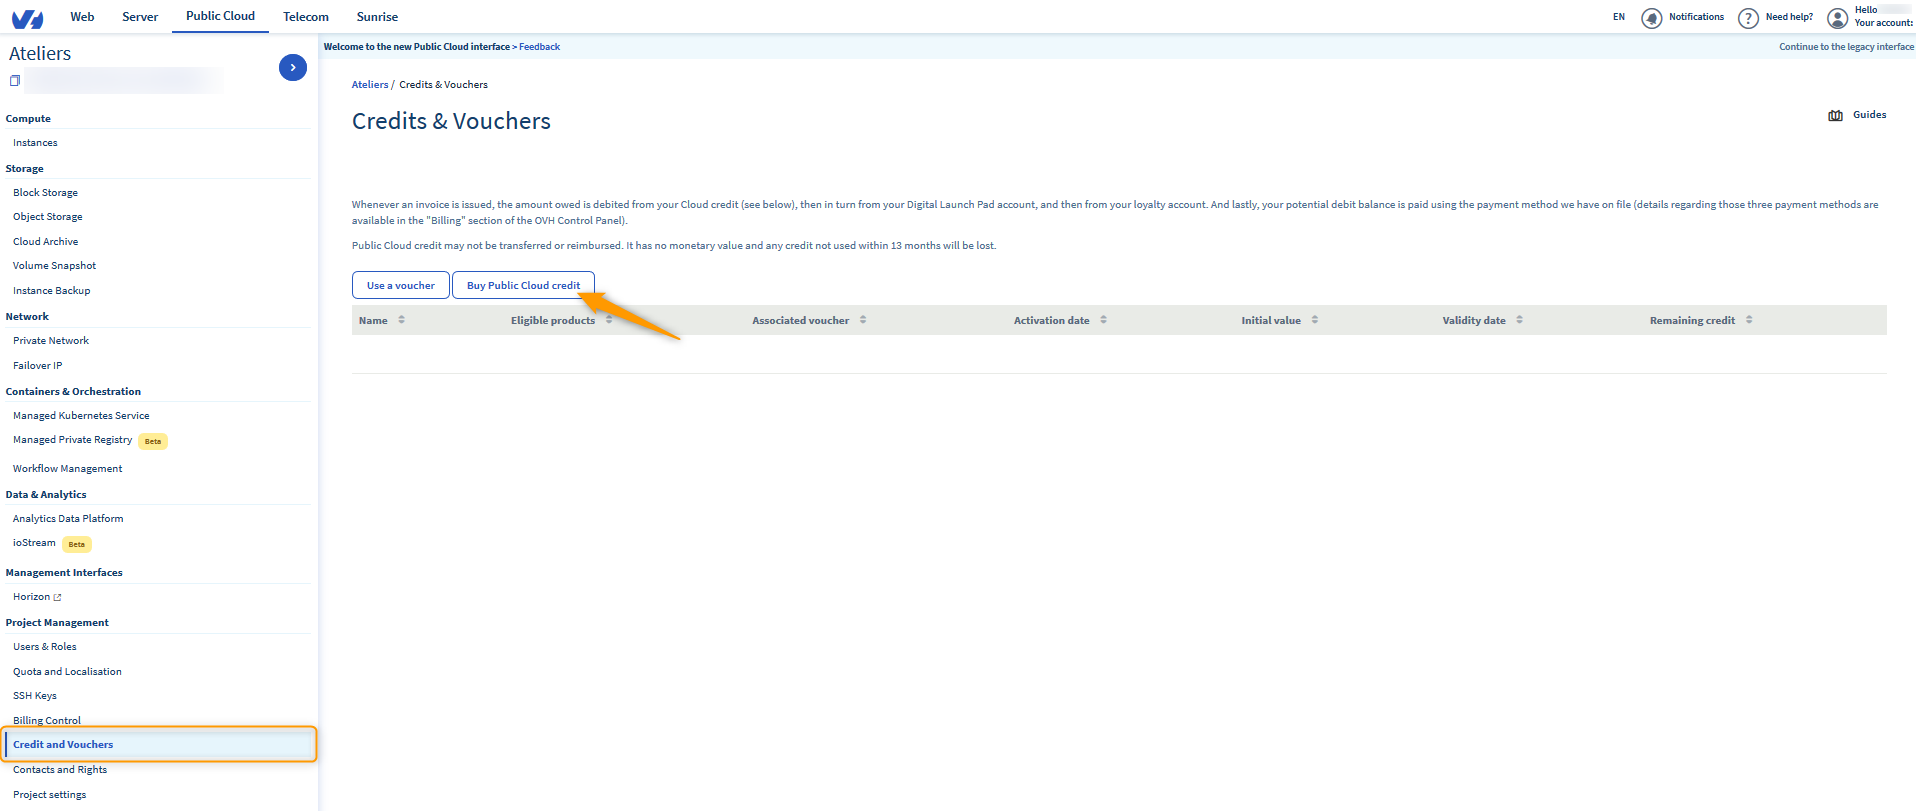 Web Server Public Cloud Telecom Sunrise
EN Notifications Need help? Hello
Your account:
Ateliers
Compute
Instances
Storage
Block Storage
Object Storage
Cloud Archive
Volume Snapshot
Instance Backup
Network
Private Network
Failover IP
Containers & Orchestration
Managed Kubernetes Service
Managed Private Registry Beta
Workflow Management
Data & Analytics
Analytics Data Platform
ioStream Beta
Management Interfaces
Horizon
Project Management
Users & Roles
Quota and Localisation
SSH Keys
Billing Control
Credit and Vouchers
Contacts and Rights
Project settings
Welcome to the new Public Cloud interface > Feedback
Continue to the legacy interface
Ateliers / Credits & Vouchers
Credits & Vouchers
Guides
Whenever an invoice is issued, the amount owed is debited from your Cloud credit (see below), then in turn from your Digital Launch Pad account, and then from your loyalty account. And lastly, your potential debit balance is paid using the payment method we have on file (details regarding those three payment methods are
available in the "Billing" section of the OVH Control Panel).
Public Cloud credit may not be transferred or reimbursed. It has no monetary value and any credit not used within 13 months will be lost.
Use a voucher Buy Public Cloud credit
Name Eligible products Associated voucher Activation date Initial value Validity date Remaining credit